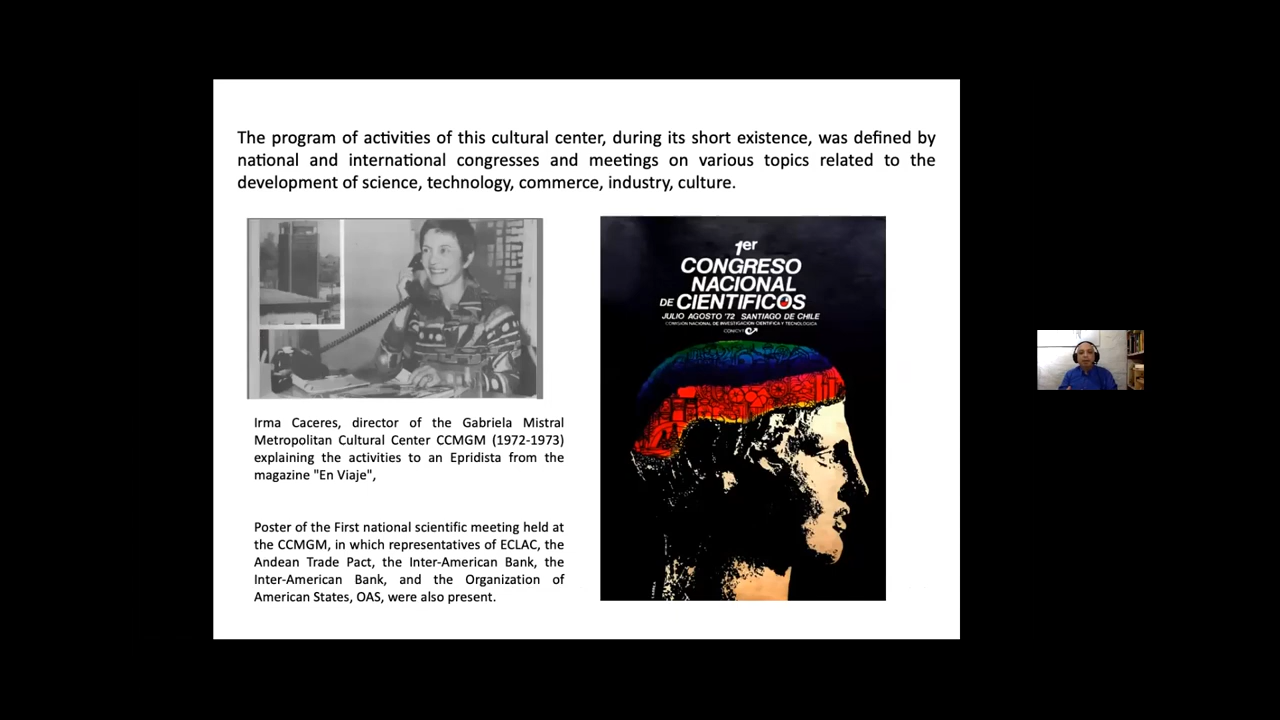 The program of activities of this cultural center, during its short existence, was defined by
national and international congresses and meetings on various topics related to the
development of science, technology, commerce, industry, culture.
Irma Caceres, director of the Gabriela Mistral
Metropolitan Cultural Center CCMGM (1972-1973)
explaining the activities to an Epridista from the
magazine "En Viaje",
Poster of the First national scientific meeting held at
the CCMGM, in which representatives of ECLAC, the
Andean Trade Pact, the Inter-American Bank, the
Inter-American Bank, and the Organization of
American States, OAS, were also present.
1er
CONGRESO
NACIONAL
DE CIENTIFICOS
JULIO AGOSTO '72 SANTIAGO DE CHILE
COMISION NACIONAL DE INVESTIGACION CIENTIFICA Y TECNOLOGICA
CONICYT